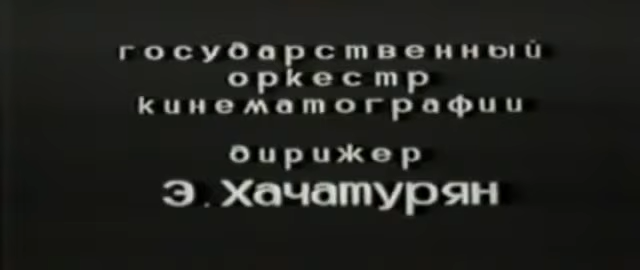 государственный
оркестр
кинематографии
дирижер
Э. Хачатурян